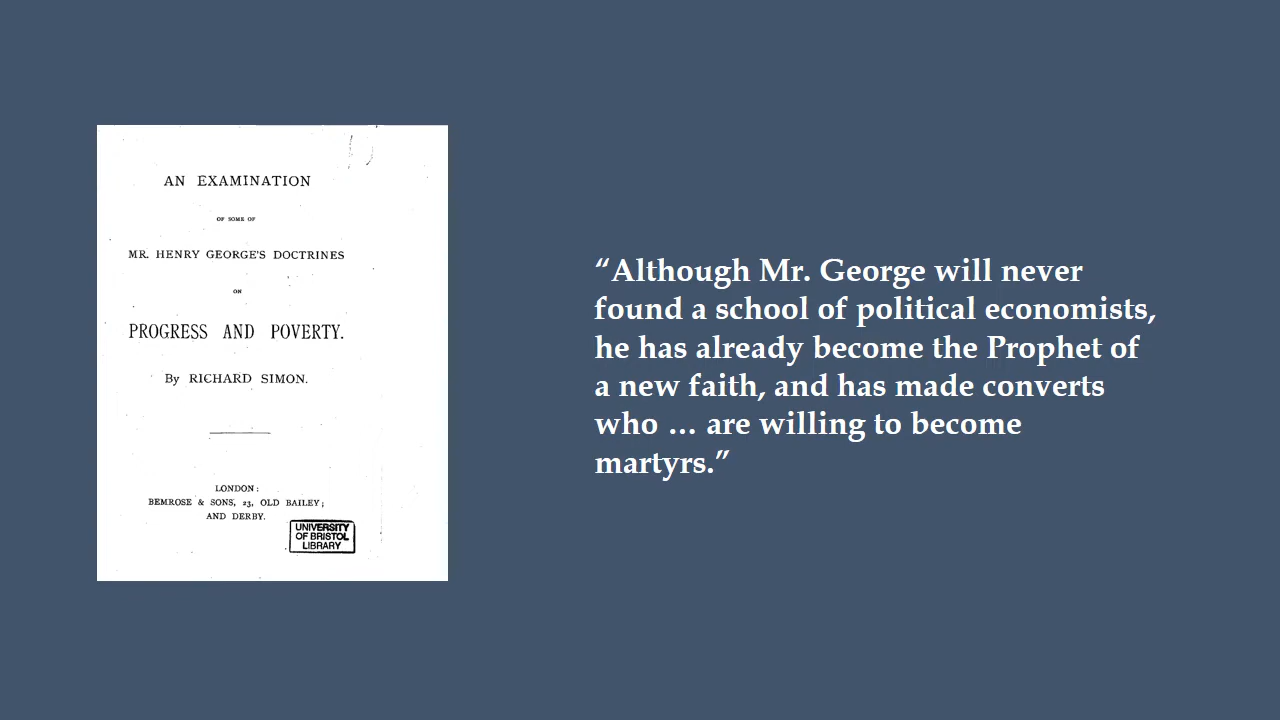 AN EXAMINATION
OF SOME OF
MR. HENRY GEORGE'S DOCTRINES
ON
PROGRESS AND POVERTY.
By RICHARD SIMON.
LONDON:
BEMROSE & SONS, 23, OLD BAILEY;
AND DERBY.
UNIVERSITY
OF BRISTOL
LIBRARY
“Although Mr. George will never
found a school of political economists,
he has already become the Prophet of
a new faith, and has made converts
who … are willing to become
martyrs.”